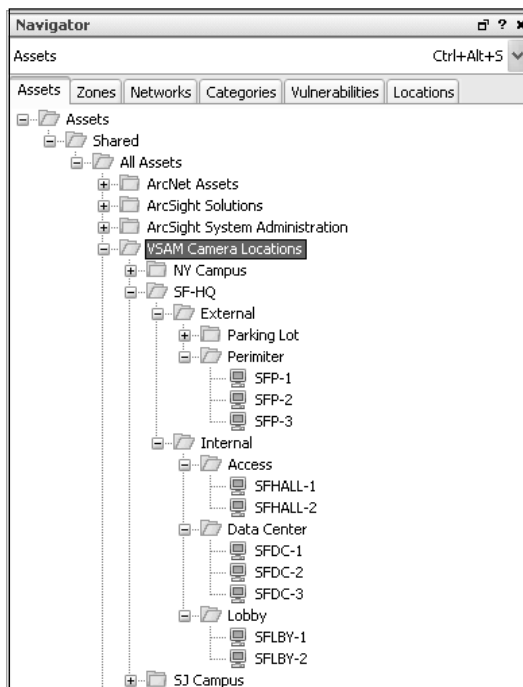 Navigator ?
Assets Ctrl+Alt+S
Assets Zones Networks Categories Vulnerabilities Locations
Assets
Shared
All Assets
ArcNet Assets
ArcSight Solutions
ArcSight System Administration
VSAM Camera Locations
NY Campus
SF-HQ
External
Parking Lot
Perimiter
SFP-1
SFP-2
SFP-3
Internal
Access
SFHALL-1
SFHALL-2
Data Center
SFDC-1
SFDC-2
SFDC-3
Lobby
SFLBY-1
SFLBY-2
SJ Campus